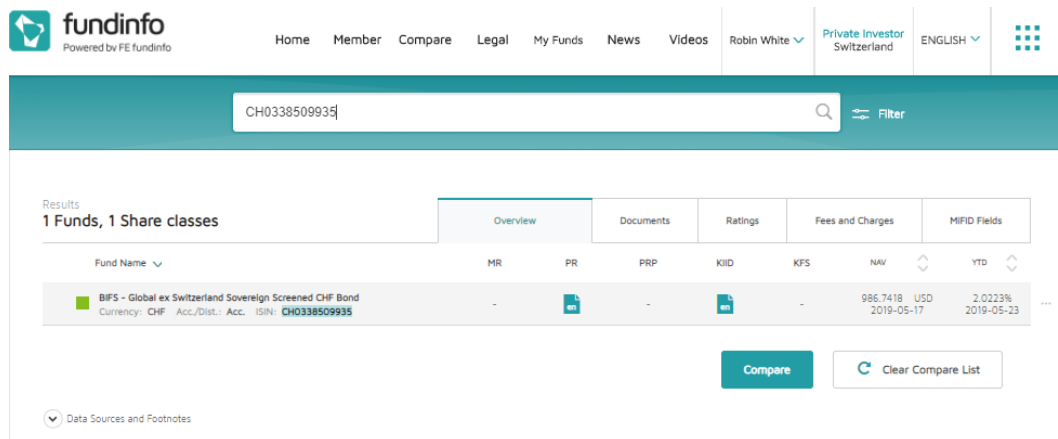 fundinfo
Powered by FE fundinfo
Home Member Compare Legal My Funds News Videos Robin White Private Investor Switzerland ENGLISH
CH0338509935
Filter
Results
1 Funds, 1 Share classes
Overview Documents Ratings Fees and Charges MiFID Fields
Fund Name MR PR PRP KIID KFS NAV YTD
BIFS - Global ex Switzerland Sovereign Screened CHF Bond - en - en - 986.7418 USD 2.0223%
Currency: CHF Acc./Dist.: Acc. ISIN: CH0338509935 2019-05-17 2019-05-23 ...
Compare Clear Compare List
Data Sources and Footnotes